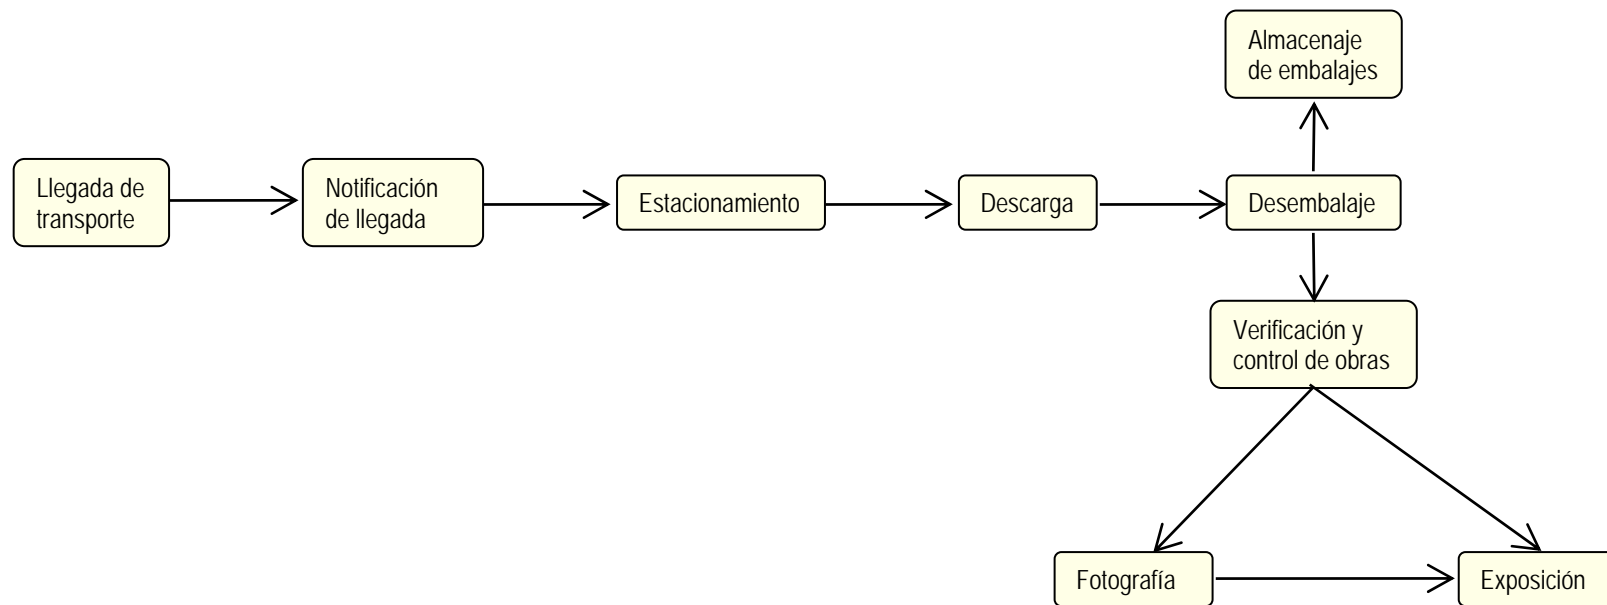 Almacenaje
de embalajes
Llegada de
transporte
Notificación
de llegada
Estacionamiento
Descarga
Desembalaje
Verificación y
control de obras
Fotografía
Exposición